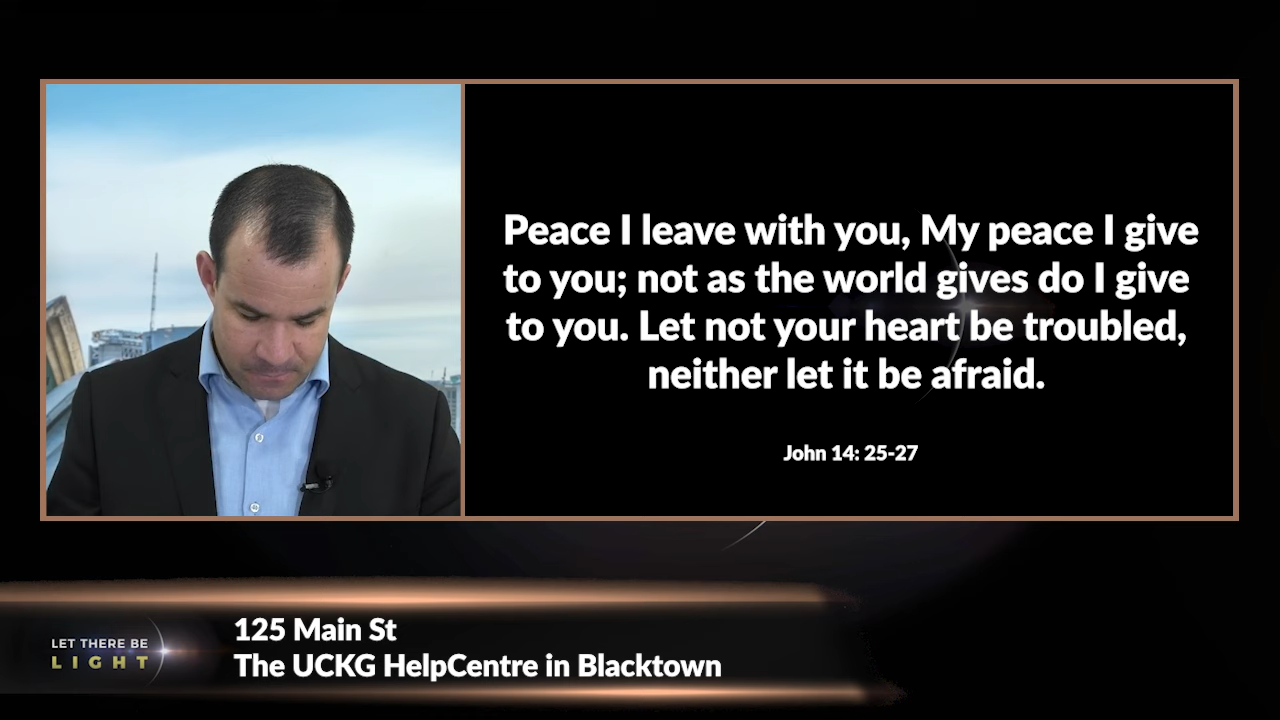 Peace I leave with you, My peace I give
to you; not as the world gives do I give
to you. Let not your heart be troubled,
neither let it be afraid.
John 14: 25-27
LET THERE BE
LIGHT
125 Main St
The UCKG HelpCentre in Blacktown